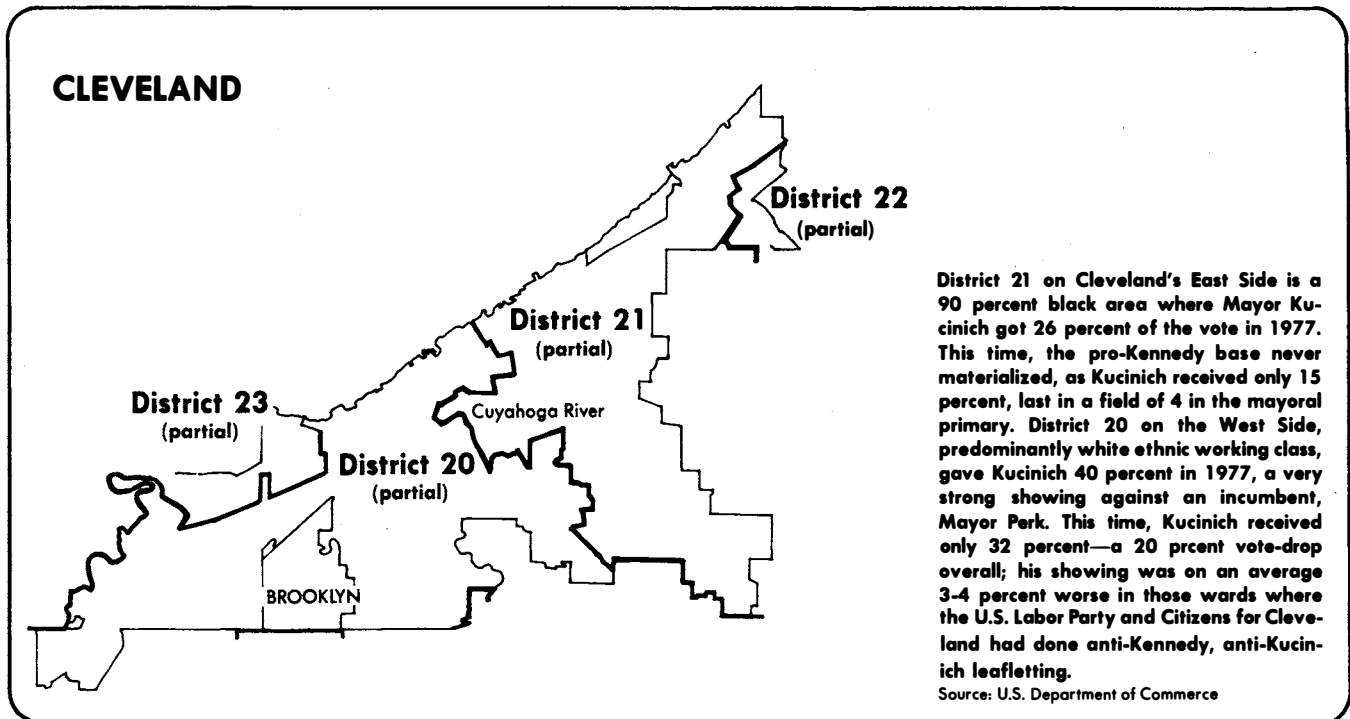 CLEVELAND
District 22
(partial)
District 21
(partial)
District 23
(partial)
Cuyahoga River
District 20
(partial)
BROOKLYN
District 21 on Cleveland's East Side is a
90 percent black area where Mayor Ku-
cinich got 26 percent of the vote in 1977.
This time, the pro-Kennedy base never
materialized, as Kucinich received only 15
percent, last in a field of 4 in the mayoral
primary. District 20 on the West Side,
predominantly white ethnic working class,
gave Kucinich 40 percent in 1977, a very
strong showing against an incumbent,
Mayor Perk. This time, Kucinich received
only 32 percent—a 20 prcent vote-drop
overall; his showing was on an average
3-4 percent worse in those wards where
the U.S. Labor Party and Citizens for Cleve-
land had done anti-Kennedy, anti-Kucin-
ich leafletting.
Source: U.S. Department of Commerce